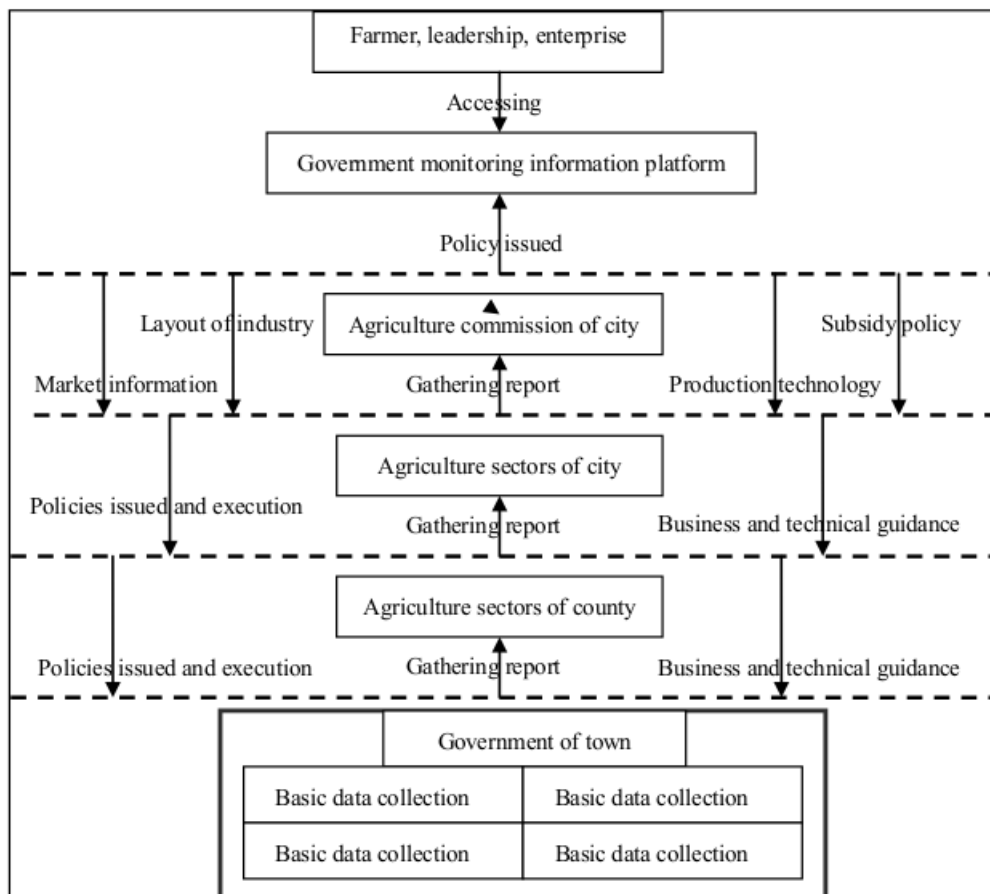 Farmer, leadership, enterprise
Accessing
Government monitoring information platform
Policy issued
Layout of industry
Agriculture commission of city
Subsidy policy
Market information
Gathering report
Production technology
Agriculture sectors of city
Policies issued and execution
Gathering report
Business and technical guidance
Agriculture sectors of county
Policies issued and execution
Gathering report
Business and technical guidance
Government of town
Basic data collection
Basic data collection
Basic data collection
Basic data collection